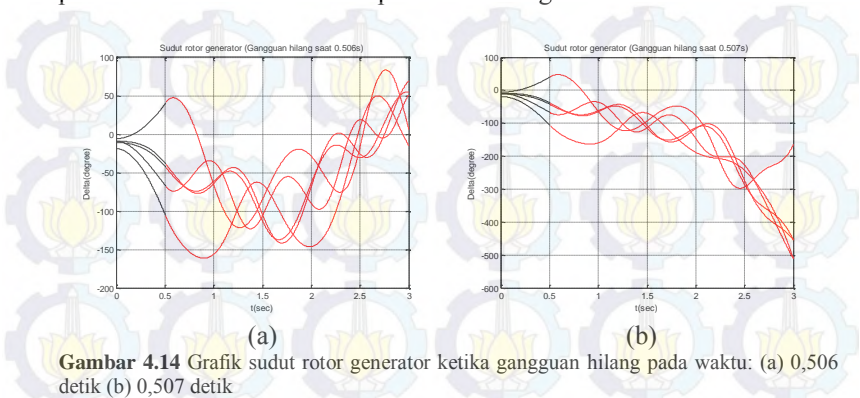 Sudut rotor generator (Gangguan hilang saat 0.506s)
100
50
0
-50
-100
-150
-200
Delta(degree)
0 0.5 1 1.5 2 2.5 3
t(sec)
(a)
Sudut rotor generator (Gangguan hilang saat 0.507s)
100
0
-100
-200
-300
-400
-500
-600
Delta(degree)
0 0.5 1 1.5 2 2.5 3
t(sec)
(b)
Gambar 4.14 Grafik sudut rotor generator ketika gangguan hilang pada waktu: (a) 0,506
detik (b) 0,507 detik